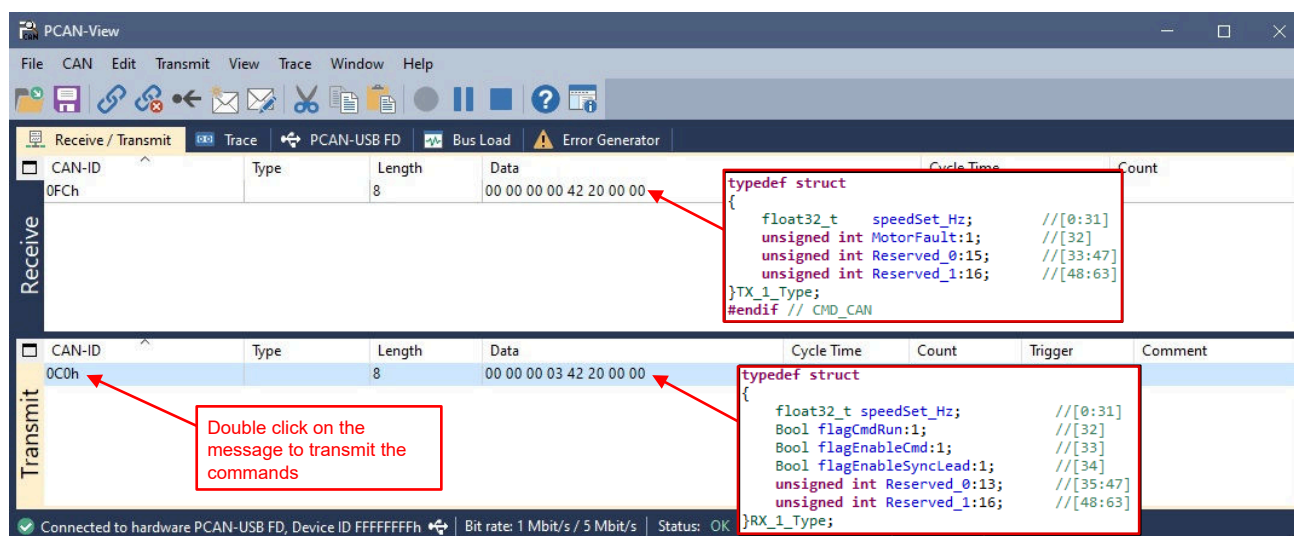 PCAN-View
File CAN Edit Transmit View Trace Window Help
Receive / Transmit Trace PCAN-USB FD Bus Load Error Generator
CAN-ID Type Length Data Cycle Time Count
0FCh 8 00 00 00 00 42 20 00 00
Receive
typedef struct
{
float32_t speedSet_Hz; //[0:31]
unsigned int MotorFault:1; //[32]
unsigned int Reserved_0:15; //[33:47]
unsigned int Reserved_1:16; //[48:63]
}TX_1_Type;
#endif // CMD_CAN
CAN-ID Type Length Data Cycle Time Count Trigger Comment
0C0h 8 00 00 00 03 42 20 00 00
Transmit
Double click on the
message to transmit the
commands
typedef struct
{
float32_t speedSet_Hz; //[0:31]
Bool flagCmdRun:1; //[32]
Bool flagEnableCmd:1; //[33]
Bool flagEnableSyncLead:1; //[34]
unsigned int Reserved_0:13; //[35:47]
unsigned int Reserved_1:16; //[48:63]
}RX_1_Type;
Connected to hardware PCAN-USB FD, Device ID FFFFFFFFh Bit rate: 1 Mbit/s / 5 Mbit/s Status: OK